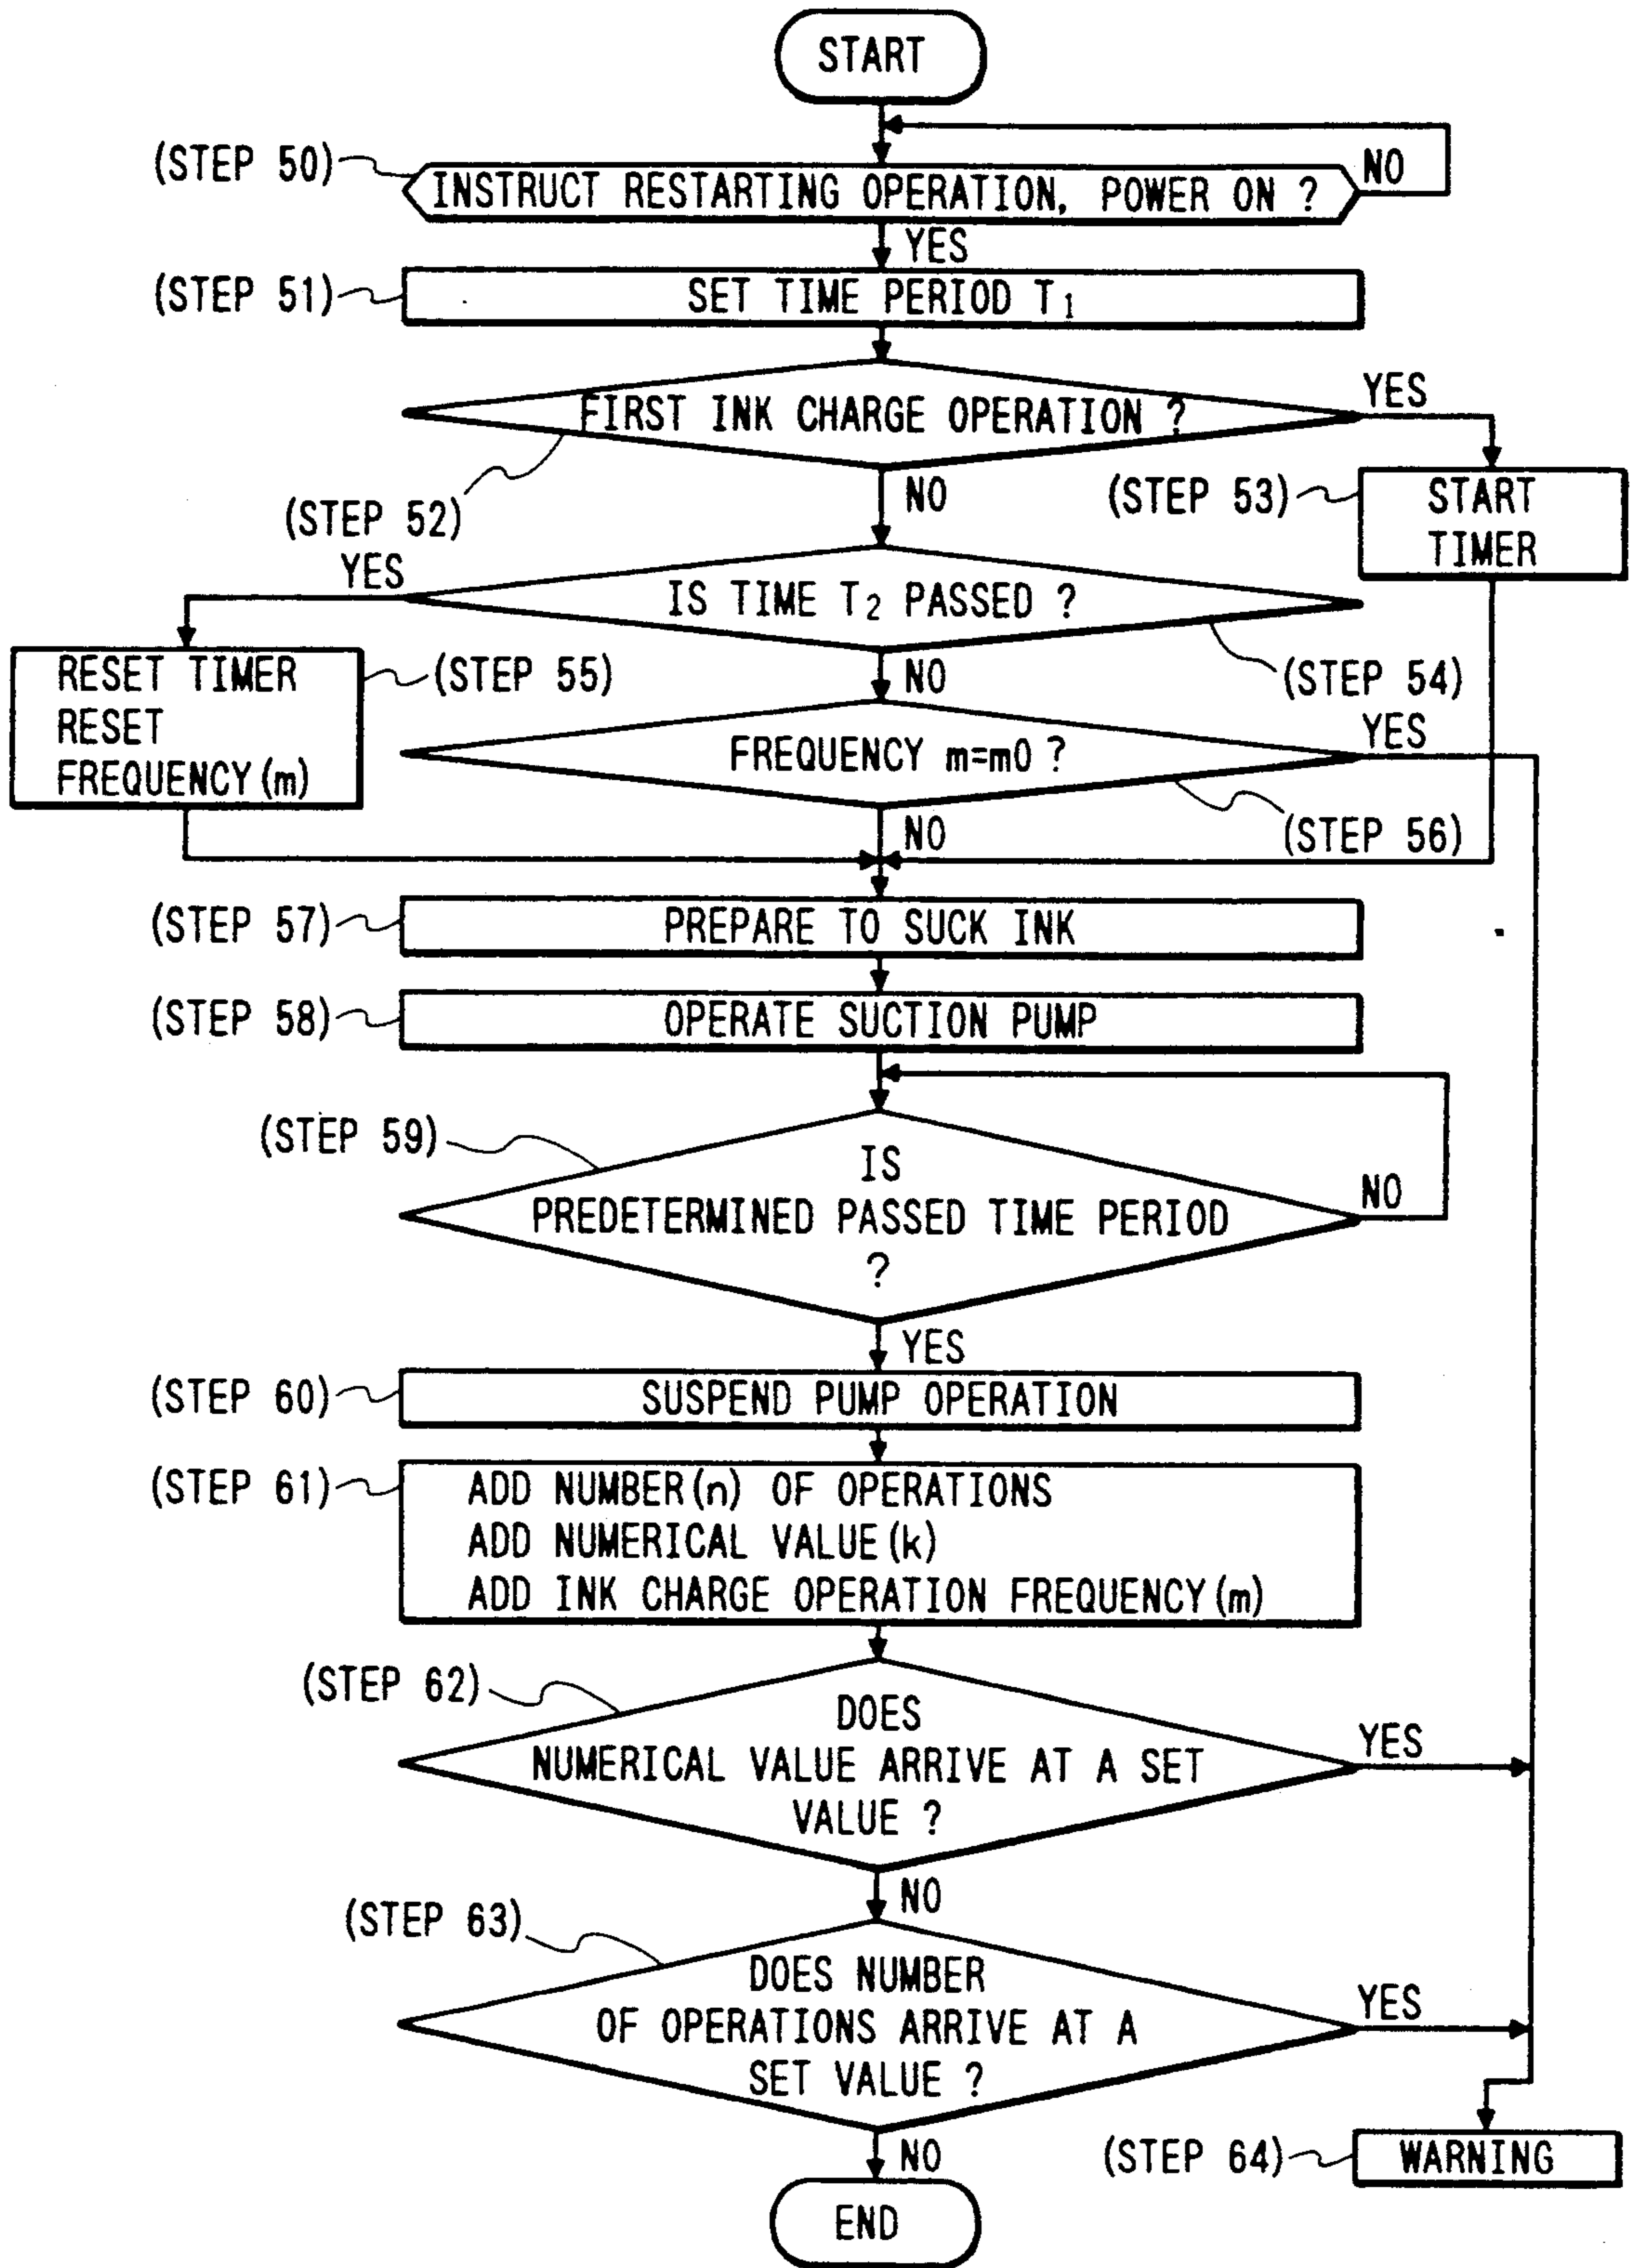 START
(STEP 50)
NO
INSTRUCT RESTARTING OPERATION, POWER ON ?
YES
(STEP 51)
SET TIME PERIOD T1
FIRST INK CHARGE OPERATION ?
YES
(STEP 52)
NO
(STEP 53)
START
TIMER
YES
IS TIME T2 PASSED ?
RESET TIMER
RESET
FREQUENCY(m)
(STEP 55)
NO
(STEP 54)
FREQUENCY m=m0 ?
YES
NO
(STEP 56)
(STEP 57)
PREPARE TO SUCK INK
(STEP 58)
OPERATE SUCTION PUMP
(STEP 59)
IS
PREDETERMINED PASSED TIME PERIOD
?
NO
YES
(STEP 60)
SUSPEND PUMP OPERATION
(STEP 61)
ADD NUMBER(n) OF OPERATIONS
ADD NUMERICAL VALUE(k)
ADD INK CHARGE OPERATION FREQUENCY(m)
(STEP 62)
DOES
NUMERICAL VALUE ARRIVE AT A SET
VALUE ?
YES
NO
(STEP 63)
DOES NUMBER
OF OPERATIONS ARRIVE AT A
SET VALUE ?
YES
NO
(STEP 64)
WARNING
END